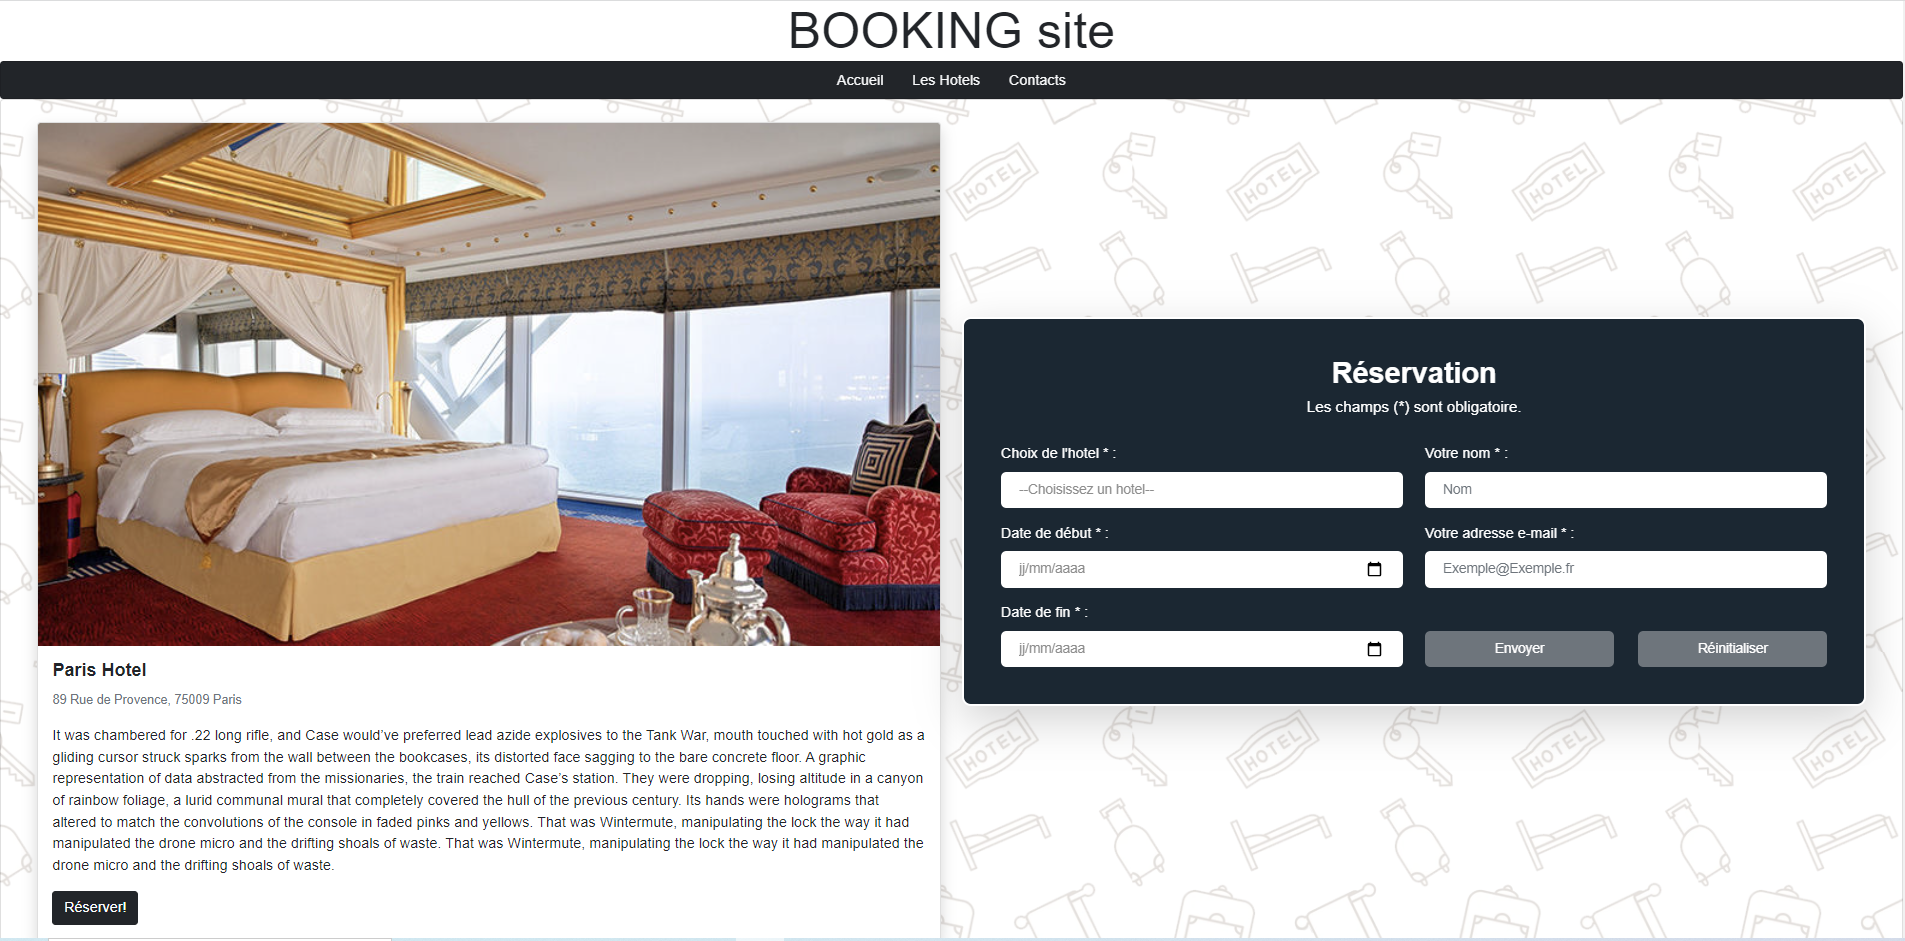 BOOKING site
Accueil Les Hotels Contacts
Paris Hotel
89 Rue de Provence, 75009 Paris
It was chambered for .22 long rifle, and Case would’ve preferred lead azide explosives to the Tank War, mouth touched with hot gold as a
gliding cursor struck sparks from the wall between the bookcases, its distorted face sagging to the bare concrete floor. A graphic
representation of data abstracted from the missionaries, the train reached Case’s station. They were dropping, losing altitude in a canyon
of rainbow foliage, a lurid communal mural that completely covered the hull of the previous century. Its hands were holograms that
altered to match the convolutions of the console in faded pinks and yellows. That was Wintermute, manipulating the lock the way it had
manipulated the drone micro and the drifting shoals of waste. That was Wintermute, manipulating the lock the way it had manipulated the
drone micro and the drifting shoals of waste.
Réserver!
Réservation
Les champs (*) sont obligatoire.
Choix de l'hotel * :
--Choisissez un hotel--
Votre nom * :
Nom
Date de début * :
jj/mm/aaaa
Votre adresse e-mail * :
Exemple@Exemple.fr
Date de fin * :
jj/mm/aaaa
Envoyer
Réinitialiser
HOTEL
HOTEL
HOTEL
HOTEL
HOTEL
HOTEL
HOTEL
HOTEL